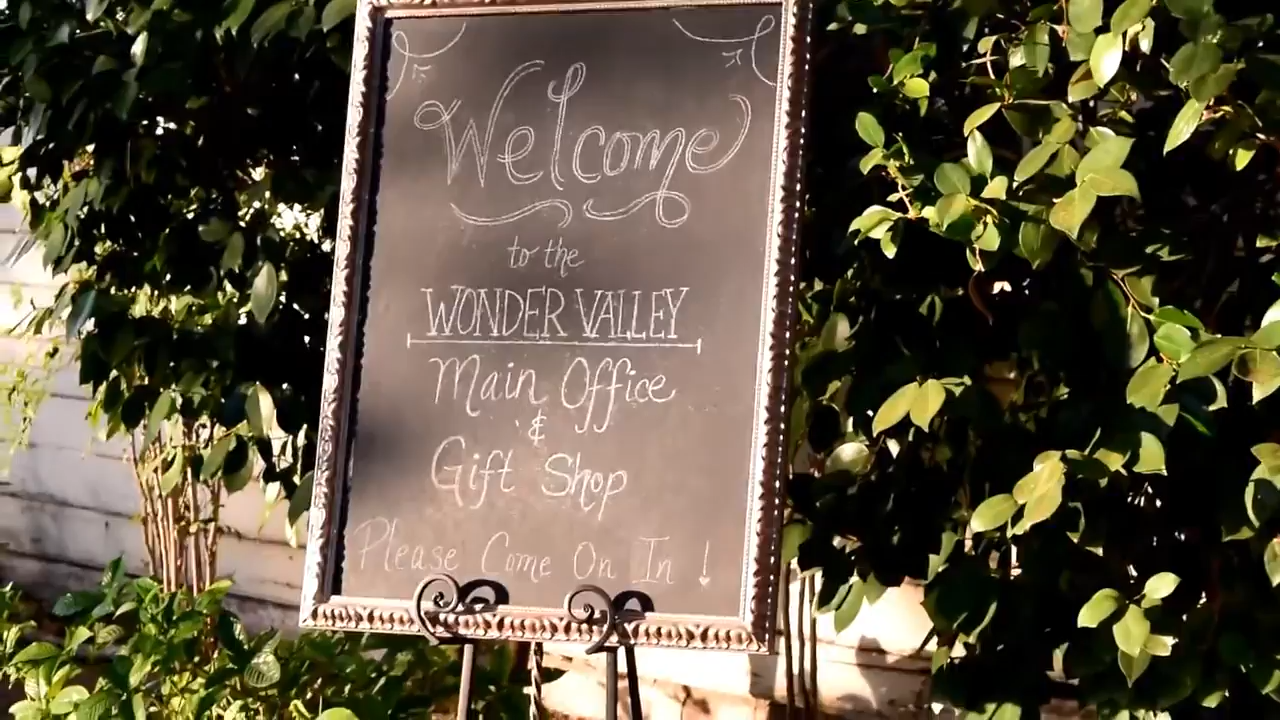 Welcome
to the
WONDER VALLEY
Main Office
&
Gift Shop
Please Come On In !